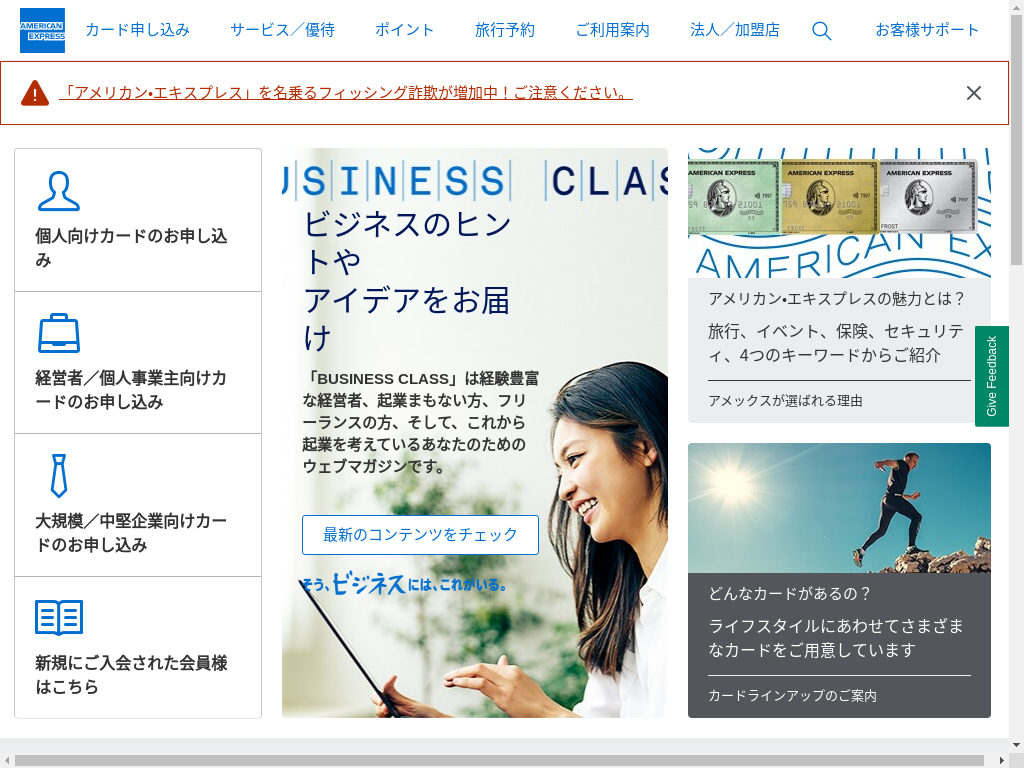 AMERICAN
EXPRESS
カード申し込み
サービス／優待
ポイント
旅行予約
ご利用案内
法人／加盟店
お客様サポート
「アメリカン•エキスプレス」を名乗るフィッシング詐欺が増加中！ご注意ください。
個人向けカードのお申し込
み
経営者／個人事業主向けカ
ードのお申し込み
大規模／中堅企業向けカー
ドのお申し込み
新規にご入会された会員様
はこちら
USINESS CLAS
ビジネスのヒン
トや
アイデアをお届
け
「BUSINESS CLASS」は経験豊富
な経営者、起業まもない方、フリ
ーランスの方、そして、これから
起業を考えているあなたのための
ウェブマガジンです。
最新のコンテンツをチェック
そう、ビジネスには、これがいる。
AMERICAN EXPRESS
AMERICAN EXPRESS
AMERICAN EXPRESS
AMERICAN EX
アメリカン•エキスプレスの魅力とは？
旅行、イベント、保険、セキュリテ
ィ、4つのキーワードからご紹介
アメックスが選ばれる理由
Give Feedback
どんなカードがあるの？
ライフスタイルにあわせてさまざま
なカードをご用意しています
カードラインアップのご案内